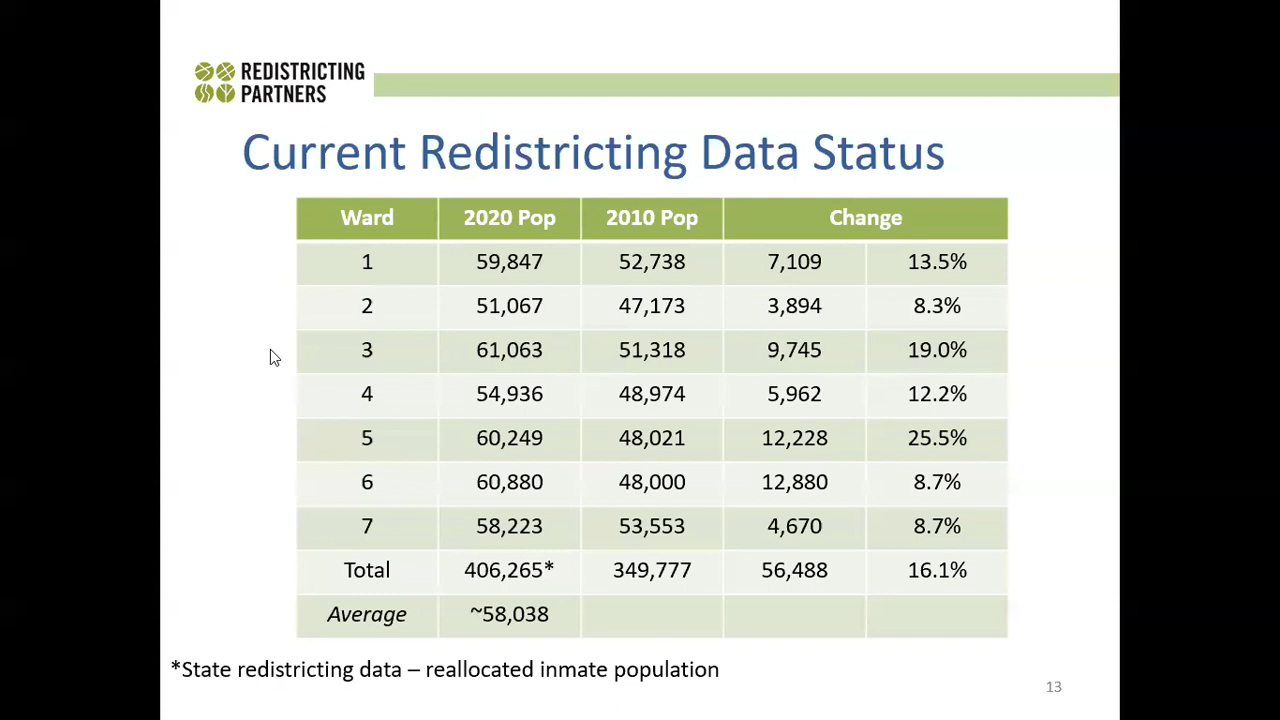 REDISTRICTING
PARTNERS
Current Redistricting Data Status
Ward 2020 Pop 2010 Pop Change
1 59,847 52,738 7,109 13.5%
2 51,067 47,173 3,894 8.3%
3 61,063 51,318 9,745 19.0%
4 54,936 48,974 5,962 12.2%
5 60,249 48,021 12,228 25.5%
6 60,880 48,000 12,880 8.7%
7 58,223 53,553 4,670 8.7%
Total 406,265* 349,777 56,488 16.1%
Average ~58,038
*State redistricting data – reallocated inmate population
13